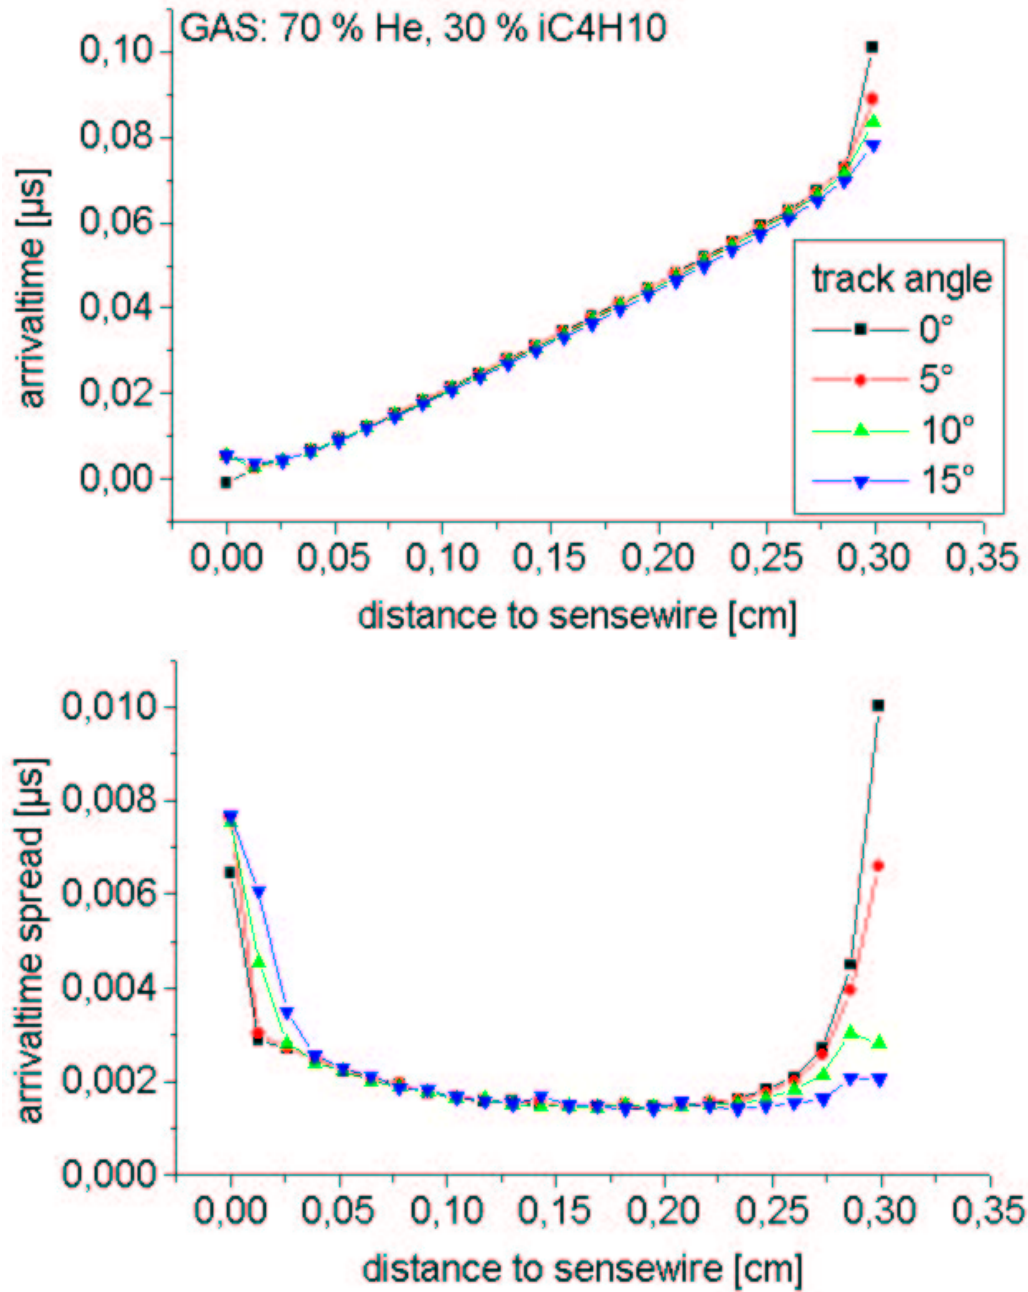 GAS: 70 % He, 30 % iC4H10
0,10
0,08
0,06
0,04
0,02
0,00
arrivaltime [µs]
track angle
0°
5°
10°
15°
0,00 0,05 0,10 0,15 0,20 0,25 0,30 0,35
distance to sensewire [cm]
0,010
0,008
0,006
0,004
0,002
0,000
arrivaltime spread [µs]
0,00 0,05 0,10 0,15 0,20 0,25 0,30 0,35
distance to sensewire [cm]